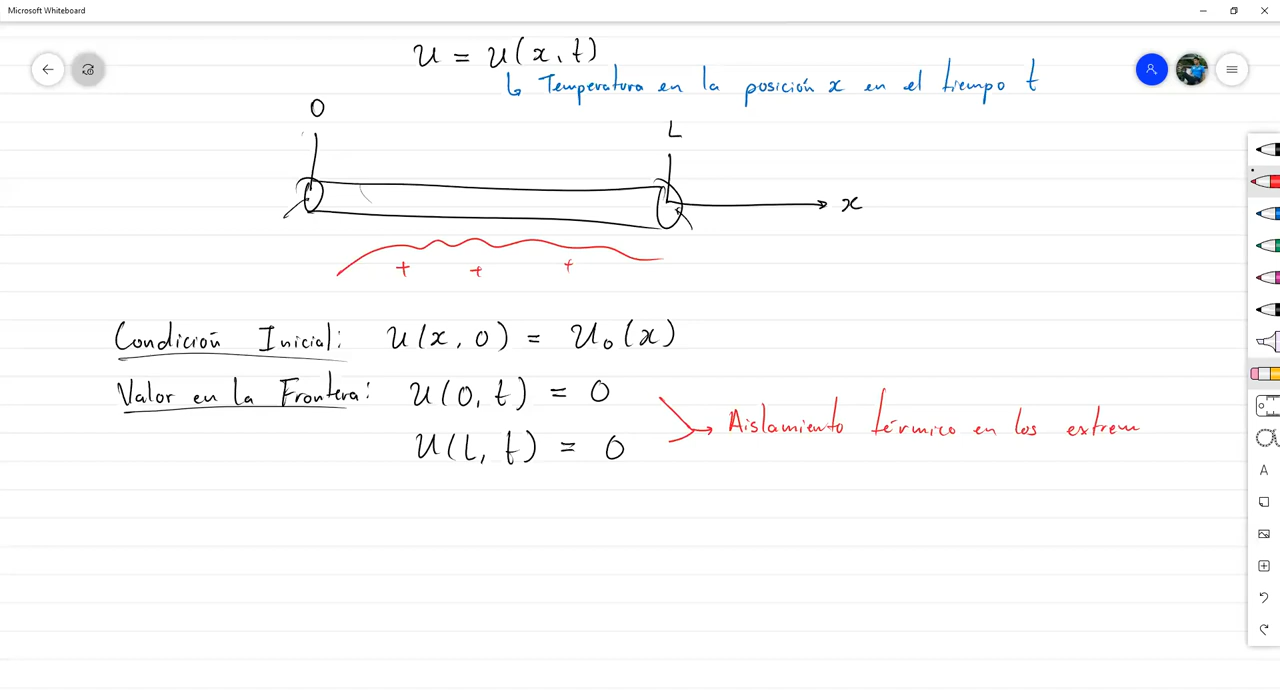 Microsoft Whiteboard
u = u(x, t)
↳ Temperatura en la posición x en el tiempo t
0
L
x
+ + +
Condición Inicial: u(x, 0) = u₀(x)
Valor en la Frontera: u(0, t) = 0
u(L, t) = 0
→ Aislamiento térmico en los extrem
A